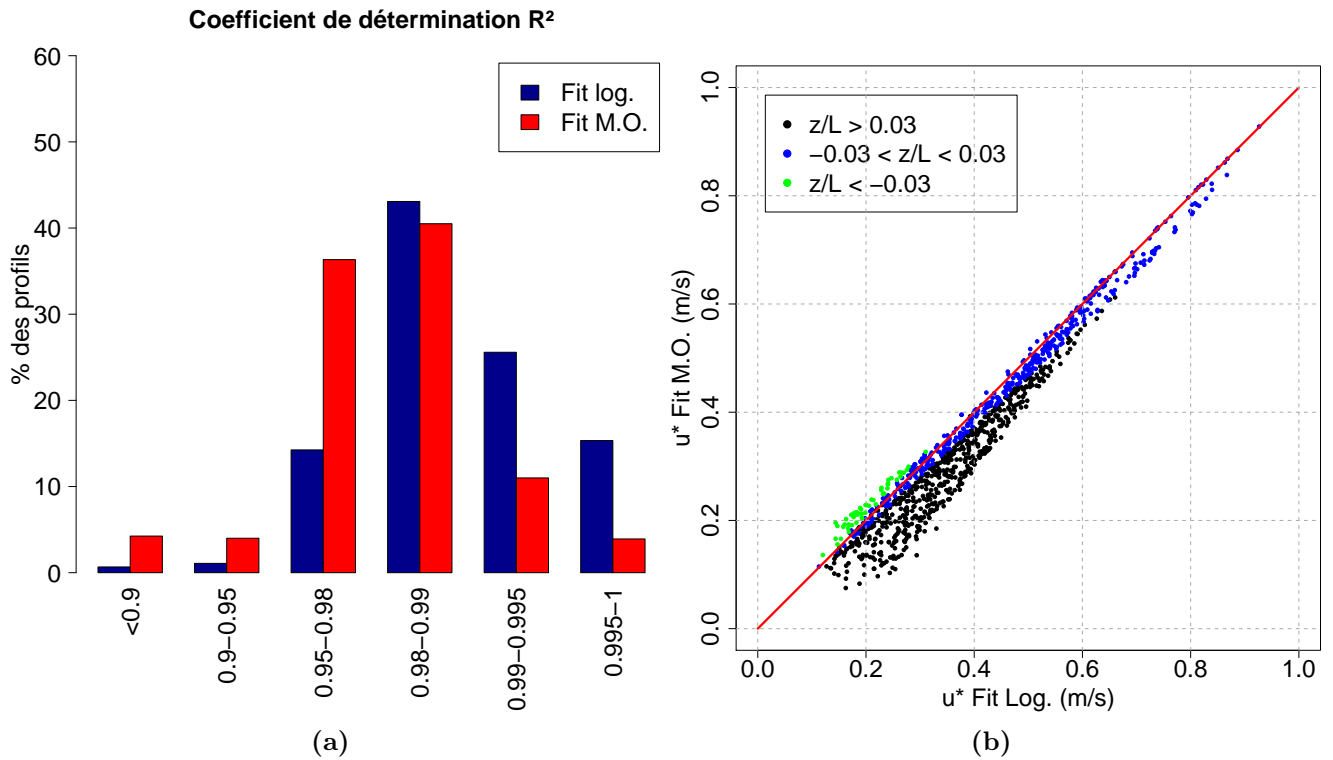 Coefficient de détermination R²
% des profils
60
50
40
30
20
10
0
Fit log.
Fit M.O.
<0.9
0.9−0.95
0.95−0.98
0.98−0.99
0.99−0.995
0.995−1
(a)
u* Fit M.O. (m/s)
1.0
0.8
0.6
0.4
0.2
0.0
z/L > 0.03
−0.03 < z/L < 0.03
z/L < −0.03
0.0 0.2 0.4 0.6 0.8 1.0
u* Fit Log. (m/s)
(b)